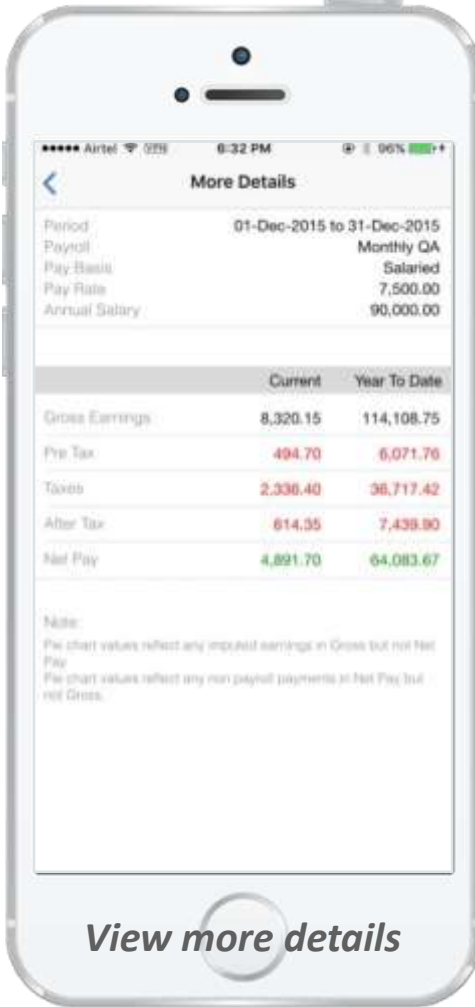 Airtel VPN 6:32 PM 96%
More Details
Period 01-Dec-2015 to 31-Dec-2015
Payroll Monthly QA
Pay Basis Salaried
Pay Rate 7,500.00
Annual Salary 90,000.00
Current Year To Date
Gross Earnings 8,320.15 114,108.75
Pre Tax 494.70 6,071.76
Taxes 2,336.40 36,717.42
After Tax 614.35 7,439.90
Net Pay 4,891.70 64,083.67
Note:
Pie chart values reflect any imputed earnings in Gross but not Net
Pay
Pie chart values reflect any non payroll payments in Net Pay but
not Gross.
View more details